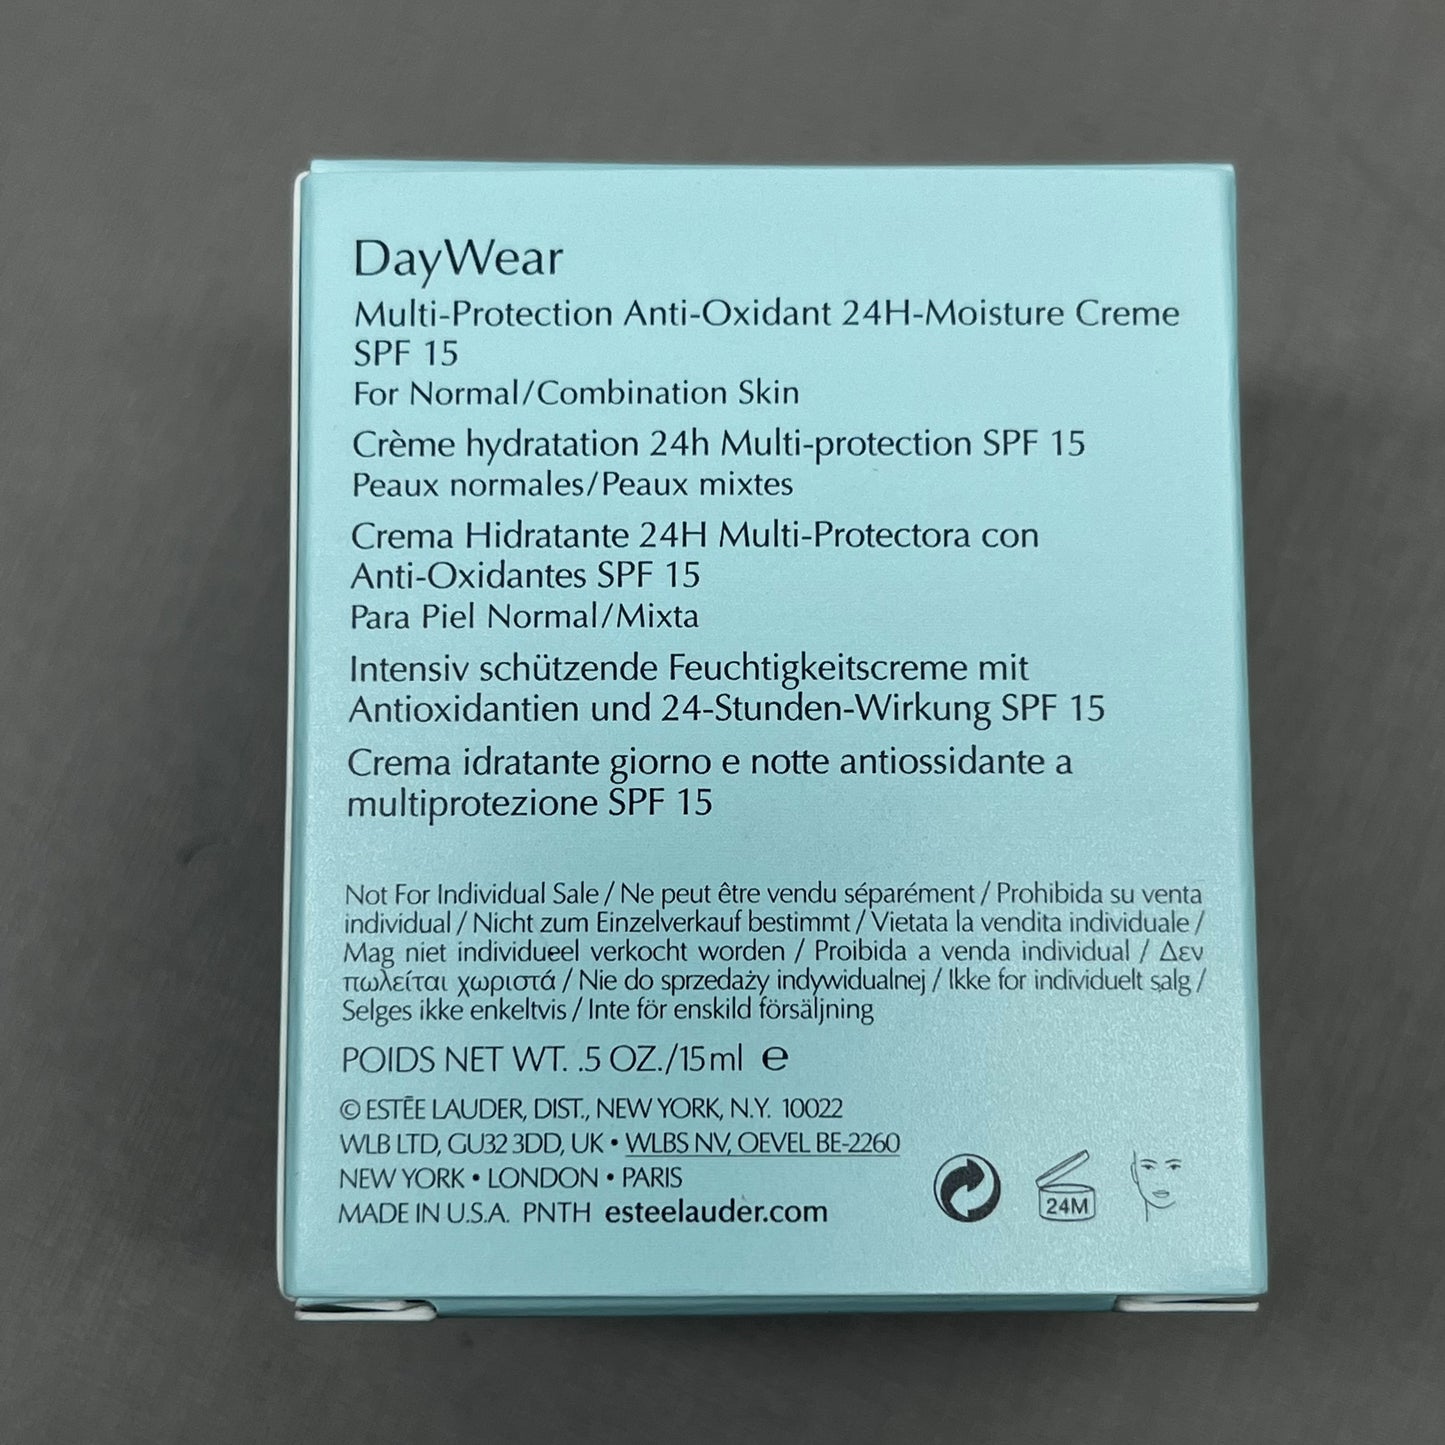 DayWear
Multi-Protection Anti-Oxidant 24H-Moisture Creme
SPF 15
For Normal/Combination Skin
Crème hydratation 24h Multi-protection SPF 15
Peaux normales/Peaux mixtes
Crema Hidratante 24H Multi-Protectora con
Anti-Oxidantes SPF 15
Para Piel Normal/Mixta
Intensiv schützende Feuchtigkeitscreme mit
Antioxidantien und 24-Stunden-Wirkung SPF 15
Crema idratante giorno e notte antiossidante a
multiprotezione SPF 15
Not For Individual Sale / Ne peut être vendu séparément / Prohibida su venta
individual / Nicht zum Einzelverkauf bestimmt / Vietata la vendita individuale /
Mag niet individueel verkocht worden / Proibida a venda individual / Δεν
πωλείται χωριστά / Nie do sprzedaży indywidualnej / Ikke for individuelt salg /
Selges ikke enkeltvis / Inte för enskild försäljning
POIDS NET WT. .5 OZ./15ml ℮
© ESTĒE LAUDER, DIST., NEW YORK, N.Y. 10022
WLB LTD, GU32 3DD, UK • WLBS NV, OEVEL BE-2260
NEW YORK • LONDON • PARIS
MADE IN U.S.A. PNTH esteelauder.com
24M